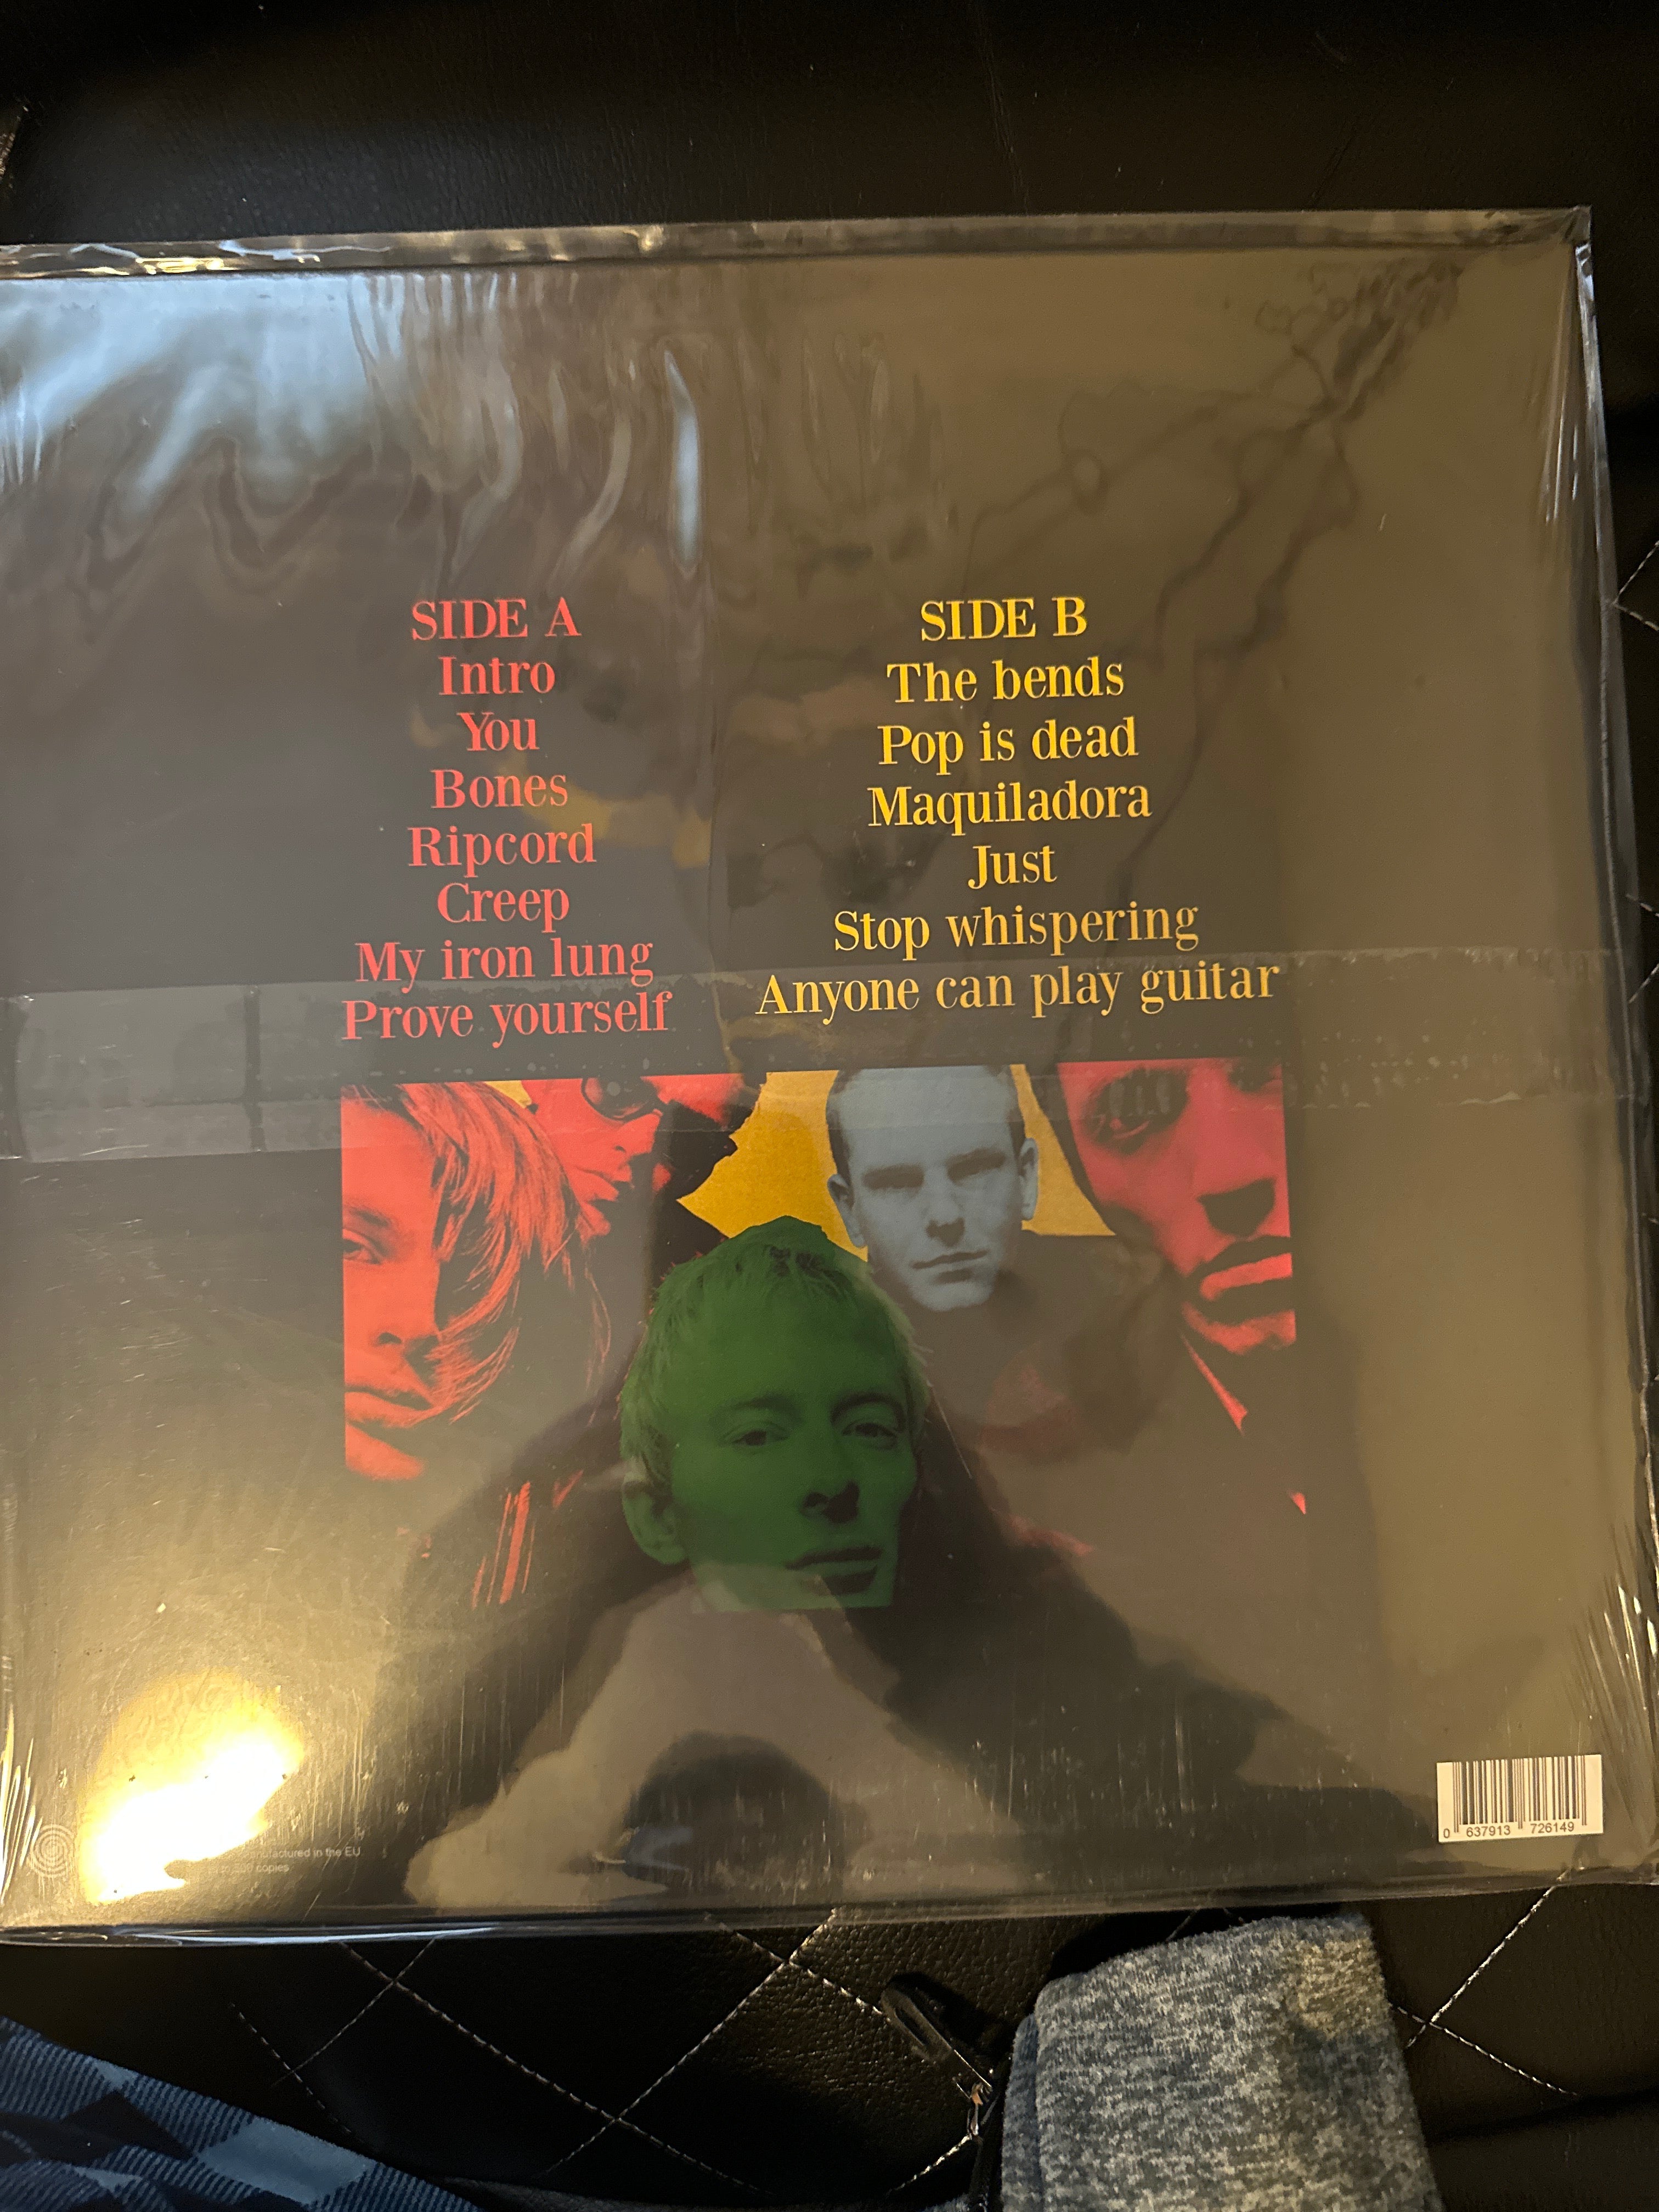 SIDE A
Intro
You
Bones
Ripcord
Creep
My iron lung
Prove yourself
SIDE B
The bends
Pop is dead
Maquiladora
Just
Stop whispering
Anyone can play guitar
manufactured in the EU.
copies
0 637913 726149